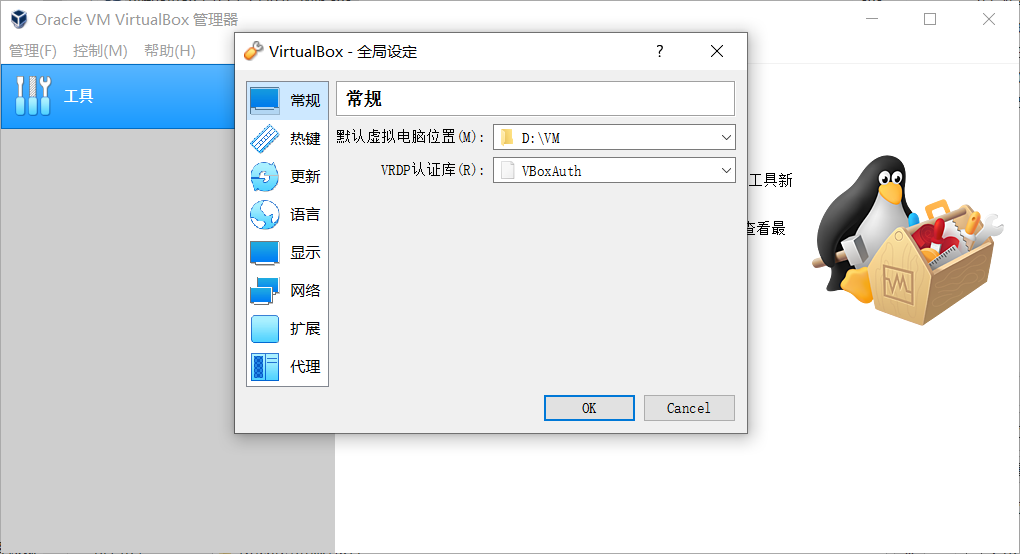 Oracle VM VirtualBox 管理器
管理(F) 控制(M) 帮助(H)
工具
VirtualBox - 全局设定
?
常规
热键
更新
语言
显示
网络
扩展
代理
常规
默认虚拟电脑位置(M): D:\VM
VRDP认证库(R): VBoxAuth
OK Cancel
工具新
查看最